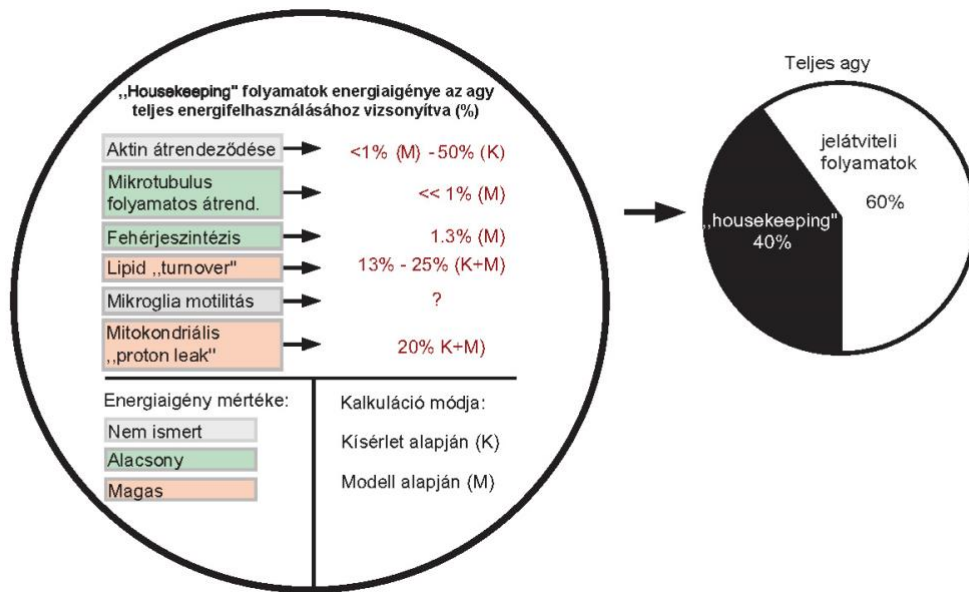 ,,Housekeeping" folyamatok energiaigénye az agy
teljes energifelhasználásához vizsonyítva (%)
Aktin átrendeződése
<1% (M) -50% (K)
Mikrotubulus
folyamatos átrend.
<< 1% (M)
Fehérjeszintézis
1.3% (M)
Lipid ,,turnover"
13% - 25% (K+M)
Mikroglia motilitás
?
Mitokondriális
,,proton leak"
20% K+M)
Energiaigény mértéke:
Nem ismert
Alacsony
Magas
Kalkuláció módja:
Kísérlet alapján (K)
Modell alapján (M)
Teljes agy
jelátviteli
folyamatok
60%
,,housekeeping"
40%